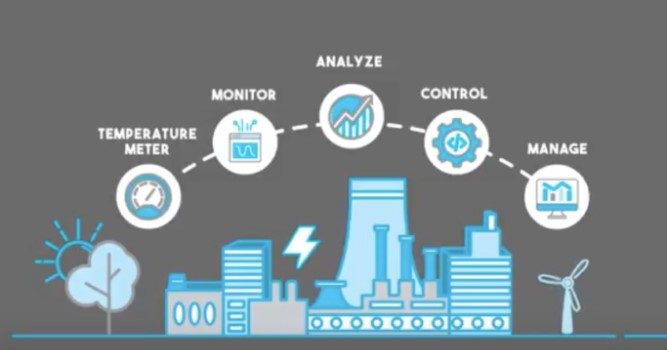 ANALYZE
MONITOR
CONTROL
TEMPERATURE
METER
MANAGE